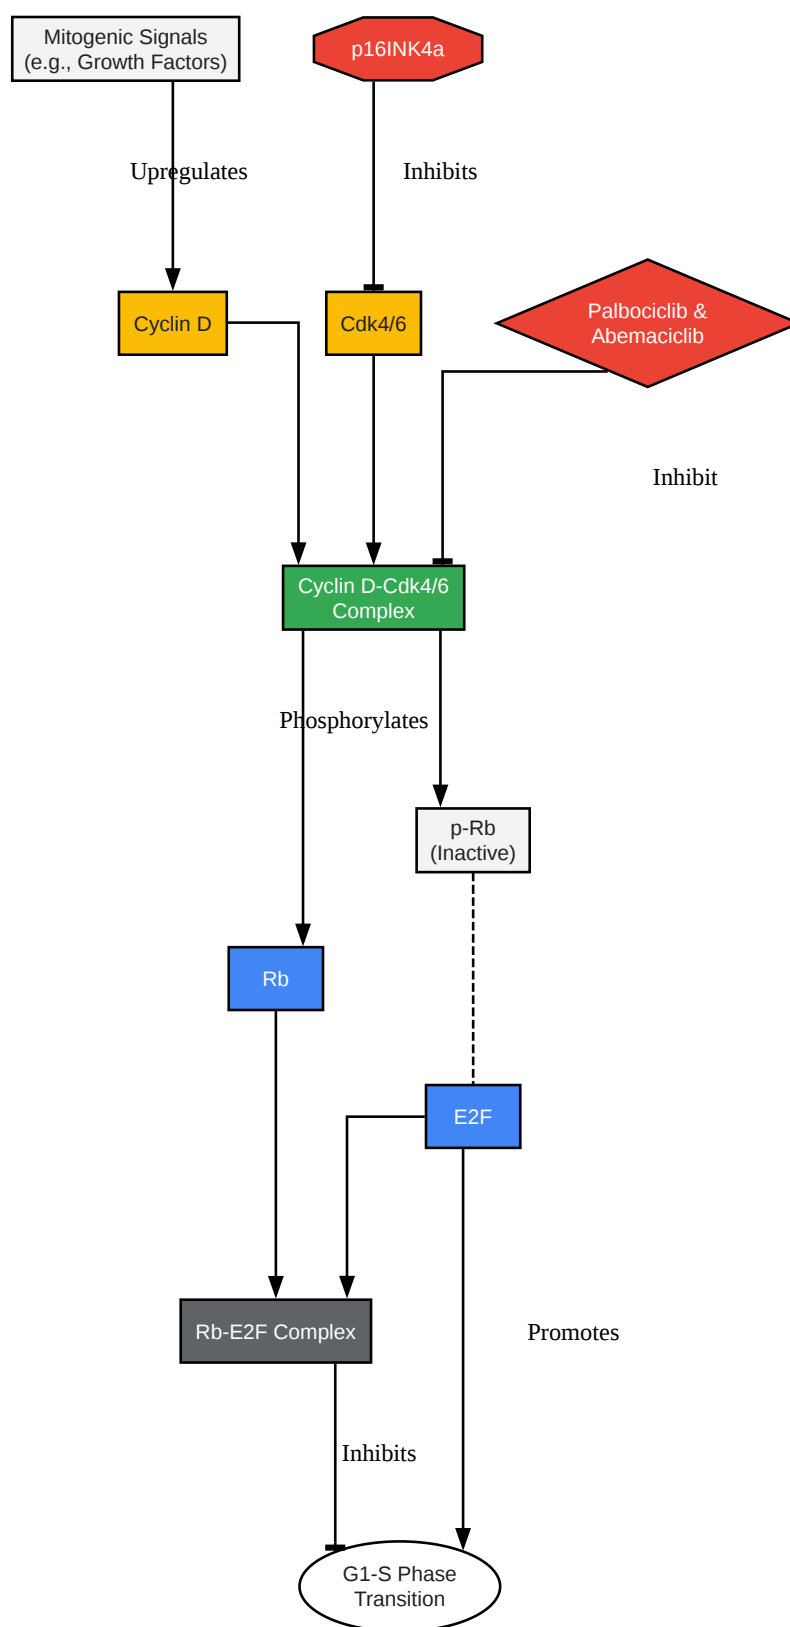 Mitogenic Signals
(e.g., Growth Factors)
p16INK4a
Upregulates
Inhibits
Cyclin D
Cdk4/6
Palbociclib &
Abemaciclib
Inhibit
Cyclin D-Cdk4/6
Complex
Phosphorylates
p-Rb
(Inactive)
Rb
E2F
Rb-E2F Complex
Promotes
Inhibits
G1-S Phase
Transition